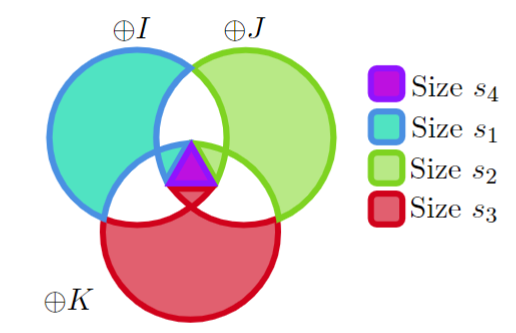 ⊕I
⊕J
Size s₄
Size s₁
Size s₂
Size s₃
⊕K